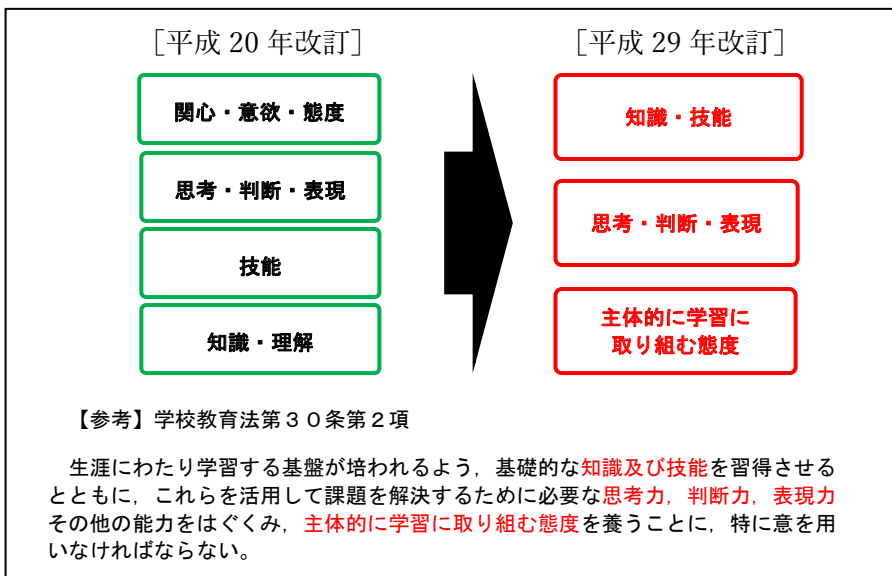 ［平成 20 年改訂］
［平成 29 年改訂］
関心・意欲・態度
思考・判断・表現
技能
知識・理解
知識・技能
思考・判断・表現
主体的に学習に
取り組む態度
【参考】学校教育法第３０条第２項
　生涯にわたり学習する基盤が培われるよう，基礎的な知識及び技能を習得させる
とともに，これらを活用して課題を解決するために必要な思考力，判断力，表現力
その他の能力をはぐくみ，主体的に学習に取り組む態度を養うことに，特に意を用
いなければならない。